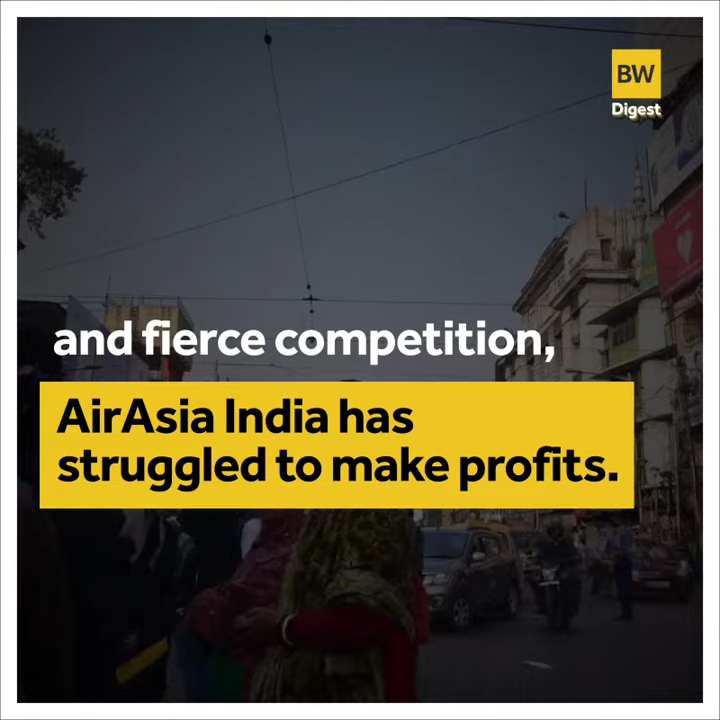 BW
Digest
and fierce competition,
AirAsia India has
struggled to make profits.